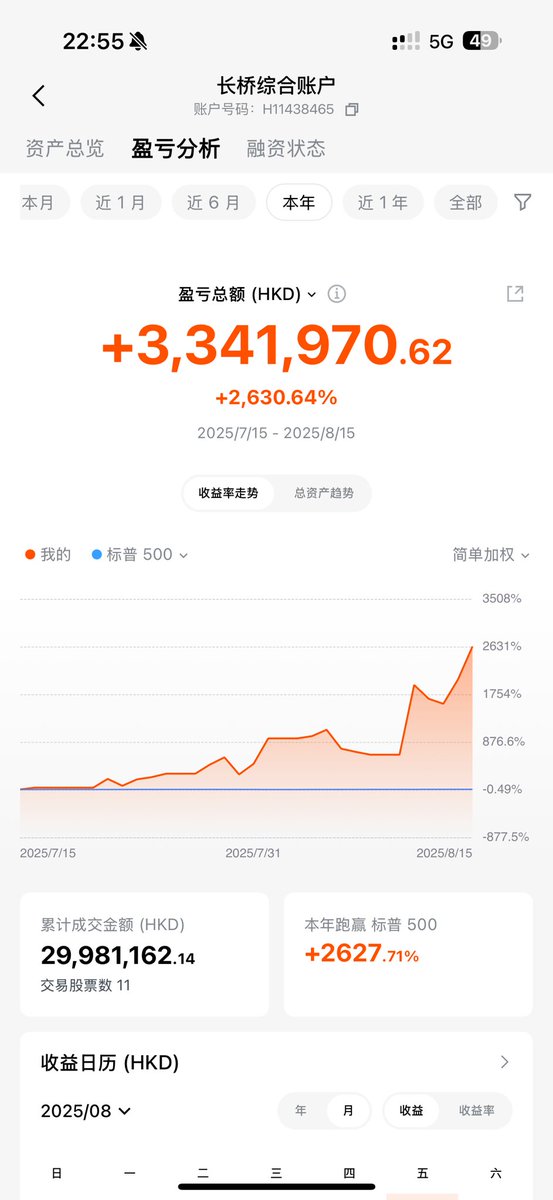 22:55
5G 49
长桥综合账户
账户号码：H11438465
资产总览 盈亏分析 融资状态
本月 近 1 月 近 6 月 本年 近 1 年 全部
盈亏总额 (HKD)
+3,341,970.62
+2,630.64%
2025/7/15 - 2025/8/15
收益率走势 总资产趋势
我的 标普 500 简单加权
3508%
2631%
1754%
876.6%
-0.49%
-877.5%
2025/7/15 2025/7/31 2025/8/15
累计成交金额 (HKD)
29,981,162.14
交易股票数 11
本年跑赢 标普 500
+2627.71%
收益日历 (HKD)
2025/08 年 月 收益 收益率
日 一 二 三 四 五 六